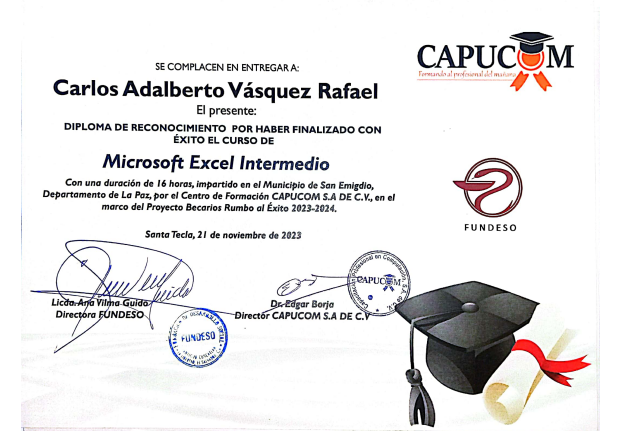 SE COMPLACEN EN ENTREGAR A:
Carlos Adalberto Vásquez Rafael
El presente:
DIPLOMA DE RECONOCIMIENTO POR HABER FINALIZADO CON
ÉXITO EL CURSO DE
Microsoft Excel Intermedio
Con una duración de 16 horas, impartido en el Municipio de San Emigdio,
Departamento de La Paz, por el Centro de Formación CAPUCOM S.A DE C.V., en el
marco del Proyecto Becarios Rumbo al Éxito 2023-2024.
Santa Tecla, 21 de noviembre de 2023
Licda. Ana Vilma Guido
Directora FUNDESO
Dr. Edgar Borja
Director CAPUCOM S.A DE C.V
CAPUCOM
Formando al profesional del mañana
FUNDESO
CAPUCOM
FUNDESO